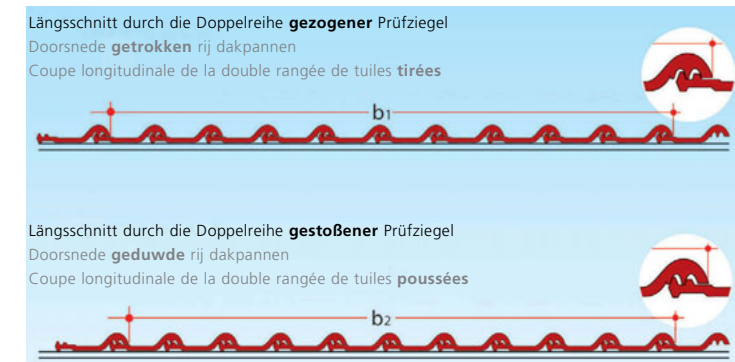 Längsschnitt durch die Doppelreihe gezogener Prüfziegel
Doorsnede getrokken rij dakpannen
Coupe longitudinale de la double rangée de tuiles tirées
b1
Längsschnitt durch die Doppelreihe gestoßener Prüfziegel
Doorsnede geduwde rij dakpannen
Coupe longitudinale de la double rangée de tuiles poussées
b2